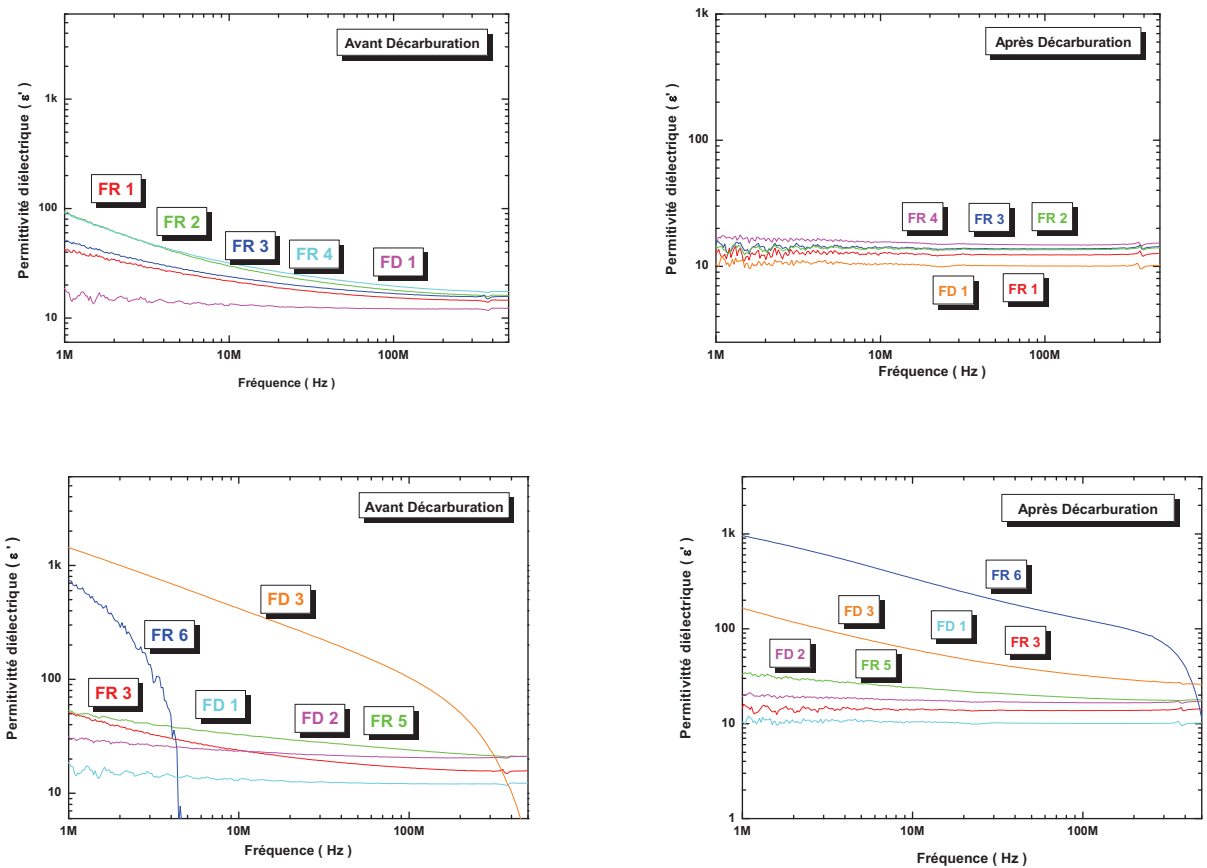 Avant Décarburation
Permittivité diélectrique ( ε' )
1k
100
10
FR 1
FR 2
FR 3
FR 4
FD 1
1M
10M
100M
Fréquence ( Hz )
Après Décarburation
Permitivité diélectrique ( ε' )
1k
100
10
FR 4
FR 3
FR 2
FD 1
FR 1
1M
10M
100M
Fréquence ( Hz )
Avant Décarburation
Permitivitté diélectrique ( ε' )
1k
100
10
FD 3
FR 6
FR 3
FD 1
FD 2
FR 5
1M
10M
100M
Fréquence ( Hz )
Après Décarburation
Permitivité diélectrique ( ε' )
1k
100
10
1
FR 6
FD 3
FD 1
FR 3
FD 2
FR 5
1M
10M
100M
Fréquence ( Hz )